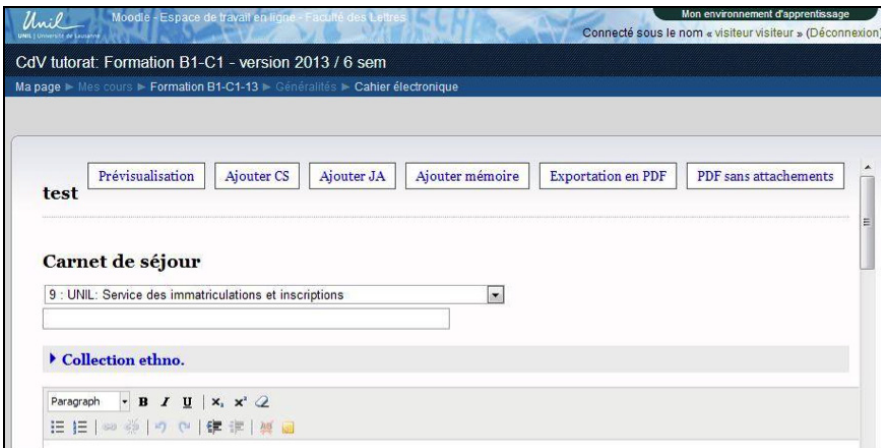 Unil
UNIL | Université de Lausanne
Moodle - Espace de travail en ligne - Faculté des Lettres
Mon environnement d'apprentissage
Connecté sous le nom « visiteur visiteur » (Déconnexion)
CdV tutorat: Formation B1-C1 - version 2013 / 6 sem
Ma page ► Mes cours ► Formation B1-C1-13 ► Généralités ► Cahier électronique
test
Prévisualisation
Ajouter CS
Ajouter JA
Ajouter mémoire
Exportation en PDF
PDF sans attachements
Carnet de séjour
9 : UNIL: Service des immatriculations et inscriptions
Collection ethno.
Paragraph B I U x₂ x²